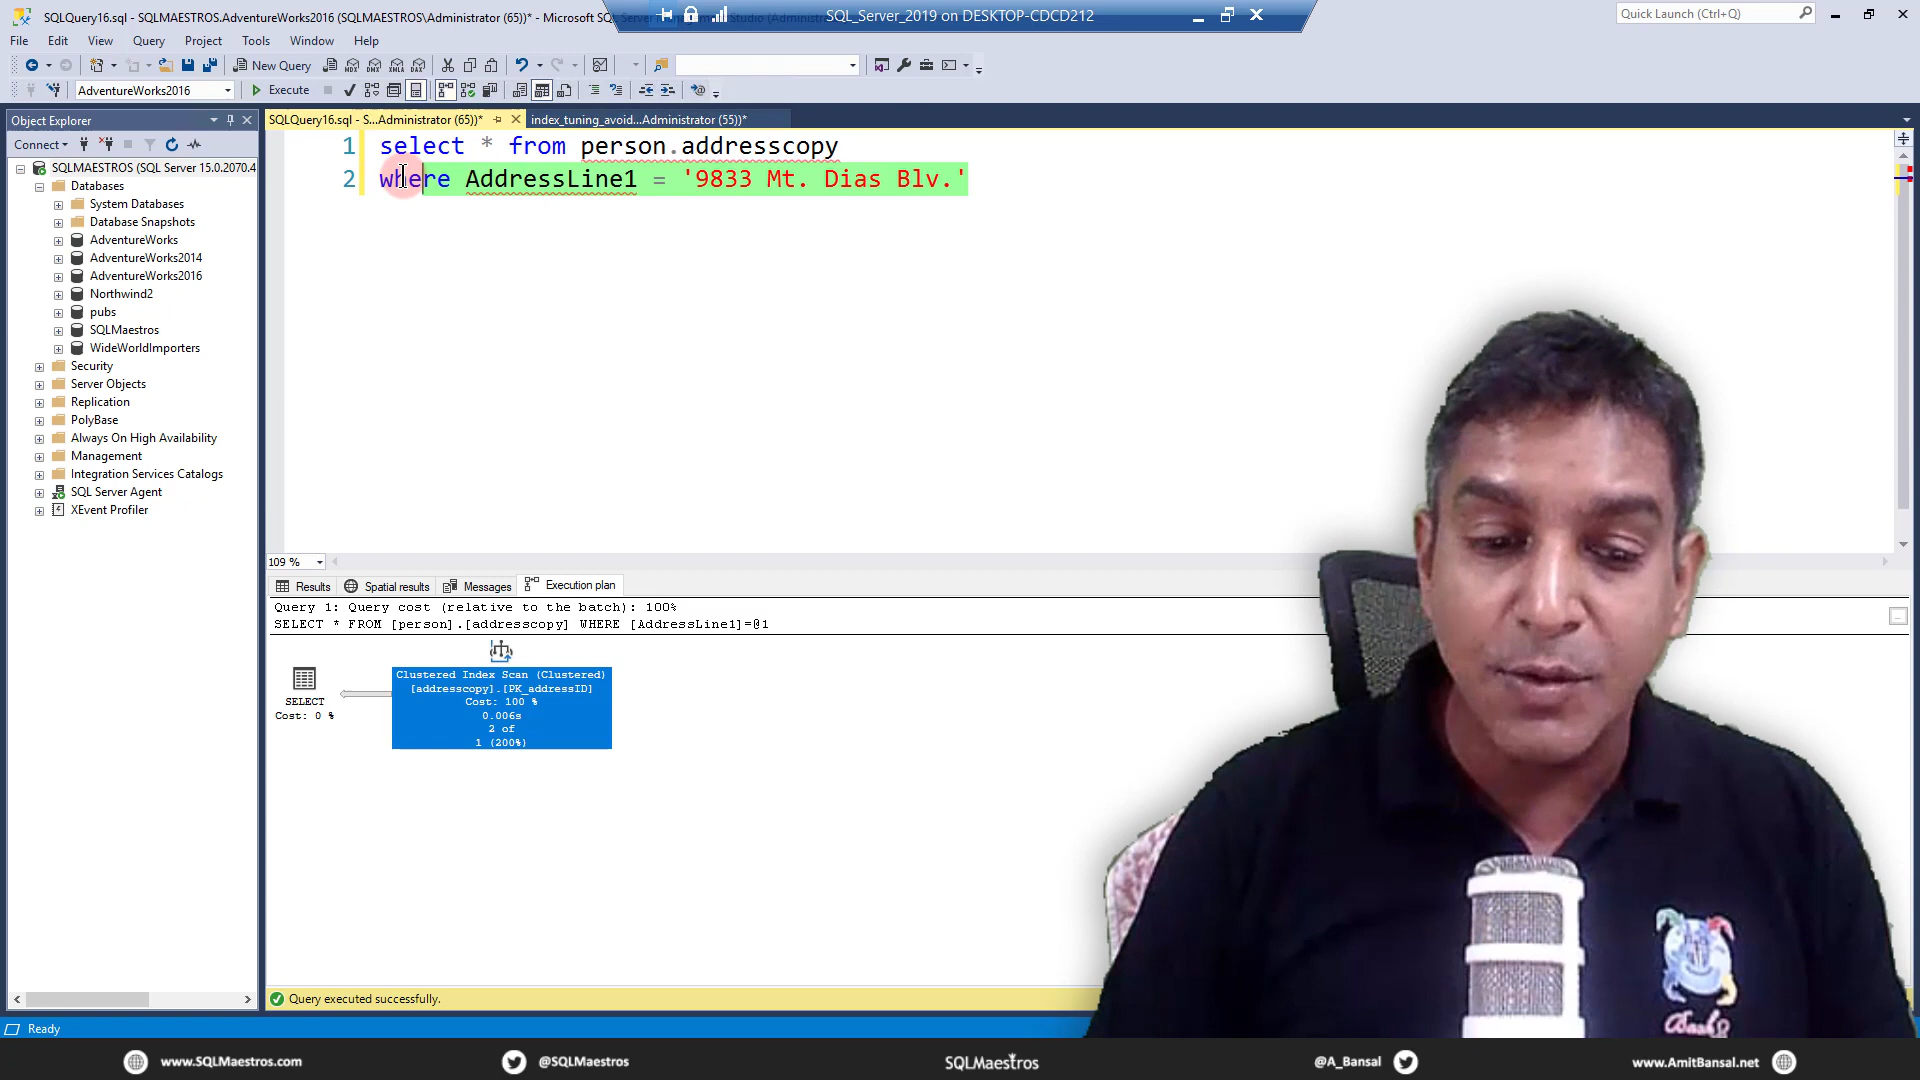 SQLQuery16.sql - SQLMAESTROS.AdventureWorks2016 (SQLMAESTROS\Administrator (65))* - Microsoft SQL Server Management Studio (Administrator)
SQL_Server_2019 on DESKTOP-CDCD212
Quick Launch (Ctrl+Q)
File Edit View Query Project Tools Window Help
New Query
AdventureWorks2016
Execute
Object Explorer
Connect
SQLMAESTROS (SQL Server 15.0.2070.4
Databases
System Databases
Database Snapshots
AdventureWorks
AdventureWorks2014
AdventureWorks2016
Northwind2
pubs
SQLMaestros
WideWorldImporters
Security
Server Objects
Replication
PolyBase
Always On High Availability
Management
Integration Services Catalogs
SQL Server Agent
XEvent Profiler
SQLQuery16.sql - S...Administrator (65))*
index_tuning_avoid...Administrator (55))*
1 select * from person.addresscopy
2 where AddressLine1 = '9833 Mt. Dias Blv.'
109 %
Results Spatial results Messages Execution plan
Query 1: Query cost (relative to the batch): 100%
SELECT * FROM [person].[addresscopy] WHERE [AddressLine1]=@1
SELECT
Cost: 0 %
Clustered Index Scan (Clustered)
[addresscopy].[PK_addressID]
Cost: 100 %
0.006s
2 of
1 (200%)
Query executed successfully.
Ready
www.SQLMaestros.com
@SQLMaestros
SQLMaestros
@A_Bansal
www.AmitBansal.net